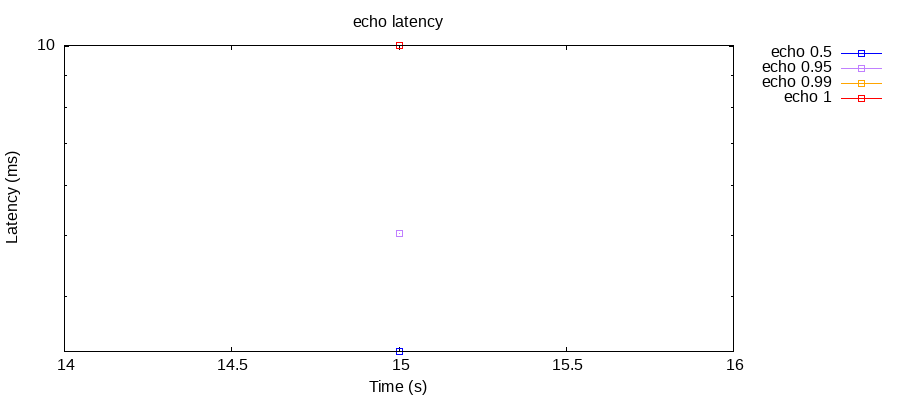 echo latency
10
echo 0.5
echo 0.95
echo 0.99
echo 1
Latency (ms)
14 14.5 15 15.5 16
Time (s)